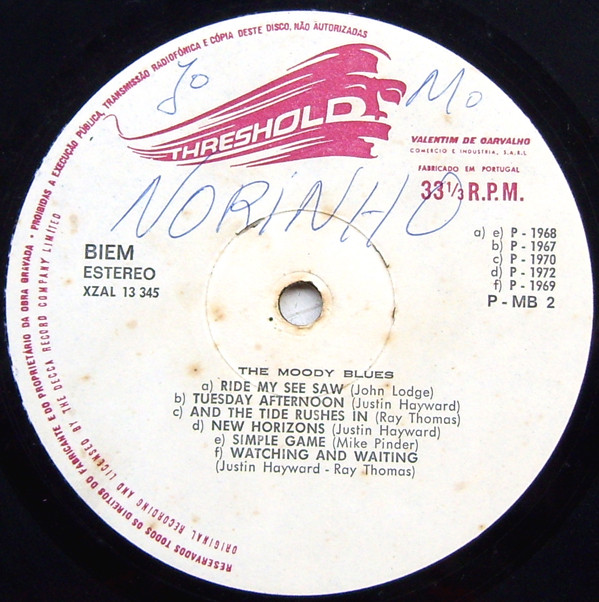 RESERVADOS TODOS OS DIREITOS DO FABRICANTE E DO PROPRIETÁRIO DA OBRA GRAVADA • PROIBIDAS A EXECUÇÃO PÚBLICA, TRANSMISSÃO RADIOFÓNICA E CÓPIA DESTE DISCO, NÃO AUTORIZADAS
ORIGINAL RECORDING AND LICENSED BY THE DECCA RECORD COMPANY LIMITED
Jo Mo
THRESHOLD
VALENTIM DE CARVALHO
COMERCIO E INDUSTRIA, S.A.R.L
FABRICADO EM PORTUGAL
33 1/3 R.P.M.
NORINHO
BIEM
ESTEREO
XZAL 13 345
a) e) P - 1968
b) P - 1967
c) P - 1970
d) P - 1972
f) P - 1969
P - MB 2
THE MOODY BLUES
a) RIDE MY SEE SAW (John Lodge)
b) TUESDAY AFTERNOON (Justin Hayward)
c) AND THE TIDE RUSHES IN (Ray Thomas)
d) NEW HORIZONS (Justin Hayward)
e) SIMPLE GAME (Mike Pinder)
f) WATCHING AND WAITING
(Justin Hayward - Ray Thomas)